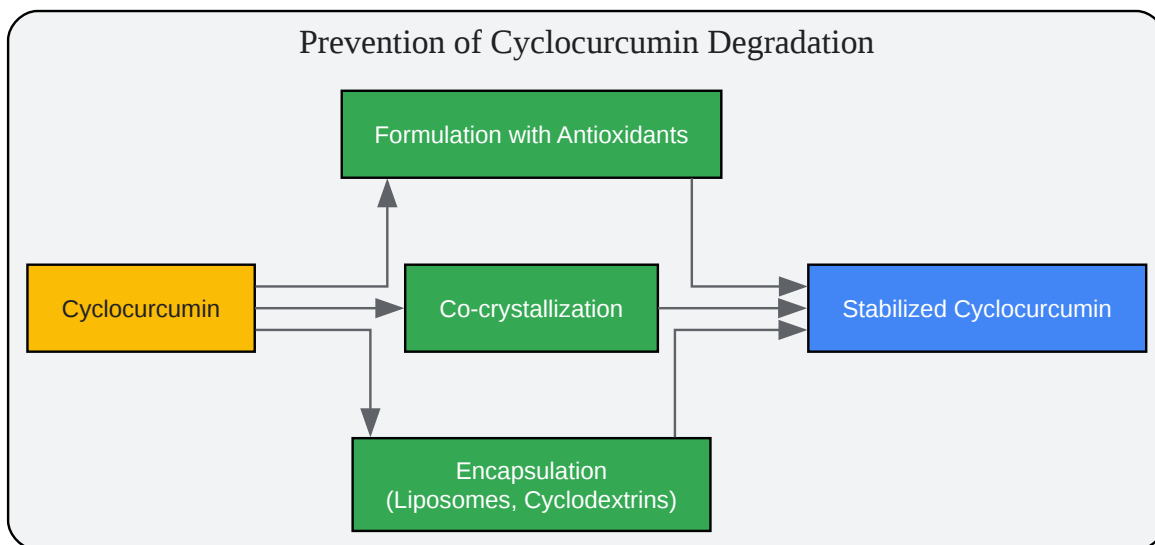 Prevention of Cyclocurcumin Degradation
Formulation with Antioxidants
Cyclocurcumin
Co-crystallization
Stabilized Cyclocurcumin
Encapsulation
(Liposomes, Cyclodextrins)